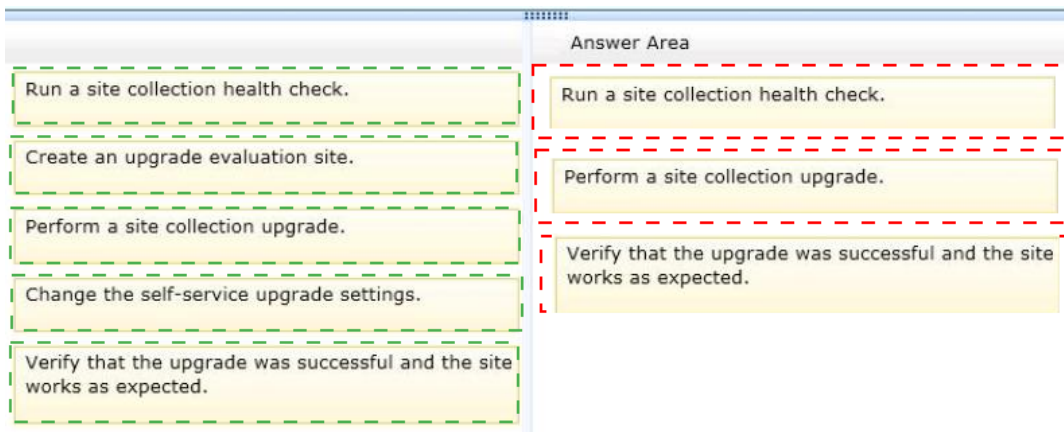 Run a site collection health check.
Create an upgrade evaluation site.
Perform a site collection upgrade.
Change the self-service upgrade settings.
Verify that the upgrade was successful and the site
works as expected.
Answer Area
Run a site collection health check.
Perform a site collection upgrade.
Verify that the upgrade was successful and the site
works as expected.